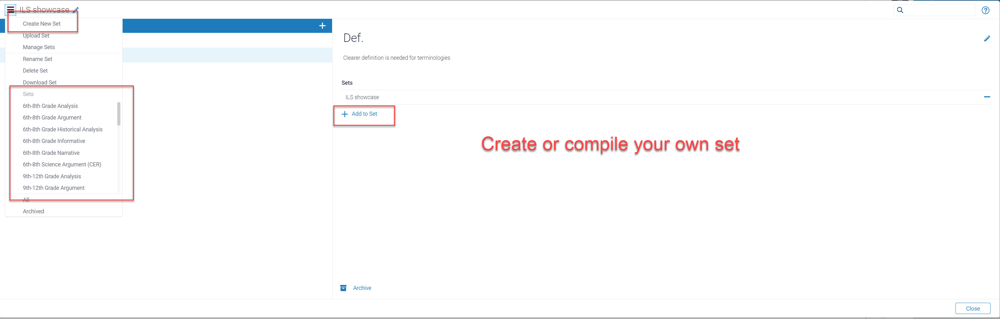 ILS showcase
Create New Set
Upload Set
Manage Sets
Rename Set
Delete Set
Download Set
Sets
6th-8th Grade Analysis
6th-8th Grade Argument
6th-8th Grade Historical Analysis
6th-8th Grade Informative
6th-8th Grade Narrative
6th-8th Science Argument (CER)
9th-12th Grade Analysis
9th-12th Grade Argument
All
Archived
Def.
Clearer definition is needed for terminologies
Sets
ILS showcase
Add to Set
Create or compile your own set
Archive
Close